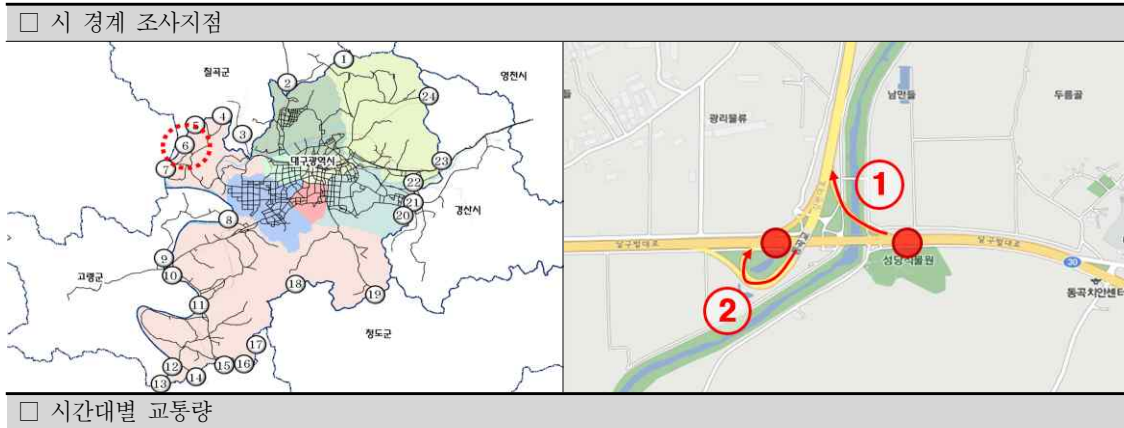 □ 시 경계 조사지점
칠곡군
영천시
대구광역시
경산시
고령군
청도군
①
②
③
④
⑤
⑥
⑦
⑧
⑨
⑩
⑪
⑫
⑬
⑭
⑮
⑯
⑰
⑱
⑲
⑳
㉑
㉒
㉓
㉔
들
광리물류
남만들
두름골
①
달구벌대로
달구벌대로
성당식물원
30
동곡치안센터
②
□ 시간대별 교통량